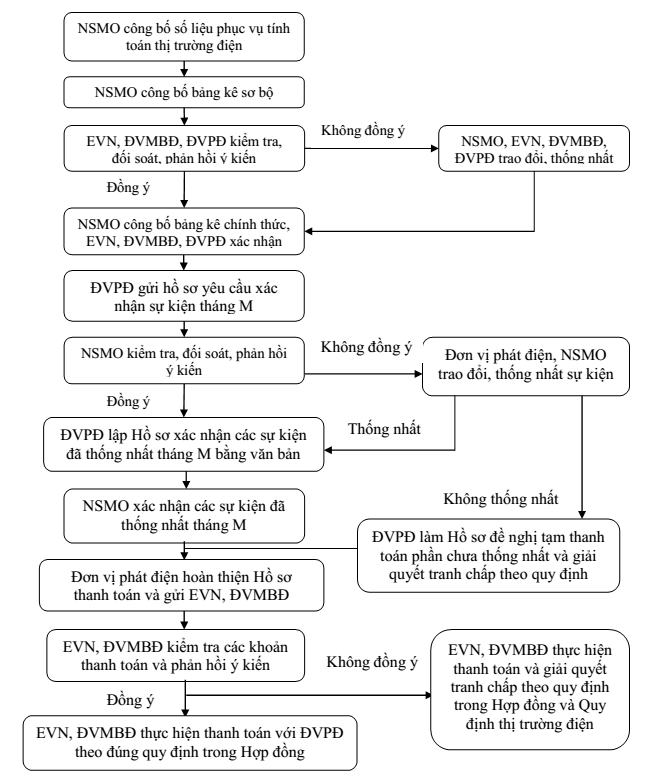 NSMO công bố số liệu phục vụ tính
toán thị trường điện
NSMO công bố bảng kê sơ bộ
EVN, ĐVMBĐ, ĐVPĐ kiểm tra,
đối soát, phản hồi ý kiến
Không đồng ý
NSMO, EVN, ĐVMBĐ,
ĐVPĐ trao đổi, thống nhất
Đồng ý
NSMO công bố bảng kê chính thức,
EVN, ĐVMBĐ, ĐVPĐ xác nhận
ĐVPĐ gửi hồ sơ yêu cầu xác
nhận sự kiện tháng M
NSMO kiểm tra, đối soát, phản hồi
ý kiến
Không đồng ý
Đơn vị phát điện, NSMO
trao đổi, thống nhất sự kiện
Đồng ý
ĐVPĐ lập Hồ sơ xác nhận các sự kiện
đã thống nhất tháng M bằng văn bản
Thống nhất
NSMO xác nhận các sự kiện đã
thống nhất tháng M
Không thống nhất
ĐVPĐ làm Hồ sơ đề nghị tạm thanh
toán phần chưa thống nhất và giải
quyết tranh chấp theo quy định
Đơn vị phát điện hoàn thiện Hồ sơ
thanh toán và gửi EVN, ĐVMBĐ
EVN, ĐVMBĐ kiểm tra các khoản
thanh toán và phản hồi ý kiến
Không đồng ý
EVN, ĐVMBĐ thực hiện
thanh toán và giải quyết
tranh chấp theo quy định
trong Hợp đồng và Quy
định thị trường điện
Đồng ý
EVN, ĐVMBĐ thực hiện thanh toán với ĐVPĐ
theo đúng quy định trong Hợp đồng